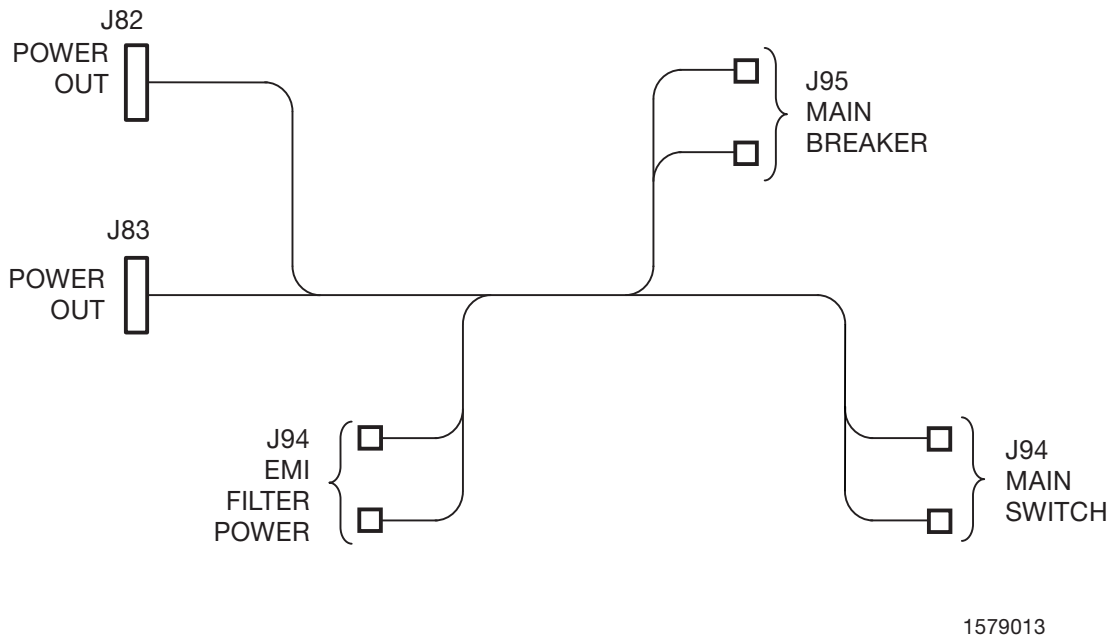 J82
POWER
OUT
J95
MAIN
BREAKER
J83
POWER
OUT
J94
EMI
FILTER
POWER
J94
MAIN
SWITCH
1579013